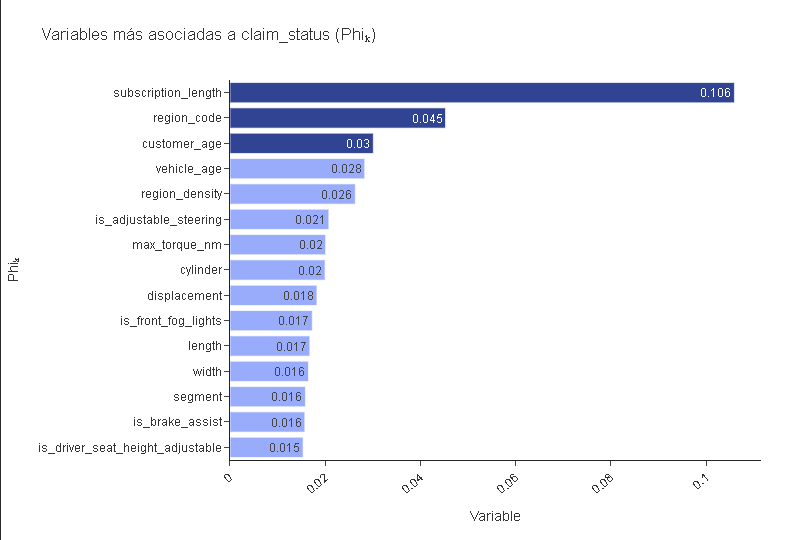 Variables más asociadas a claim_status (Phiₖ)
subscription_length 0.106
region_code 0.045
customer_age 0.03
vehicle_age 0.028
region_density 0.026
is_adjustable_steering 0.021
max_torque_nm 0.02
cylinder 0.02
displacement 0.018
is_front_fog_lights 0.017
length 0.017
width 0.016
segment 0.016
is_brake_assist 0.016
is_driver_seat_height_adjustable 0.015
Phiₖ
0 0.02 0.04 0.06 0.08 0.1
Variable